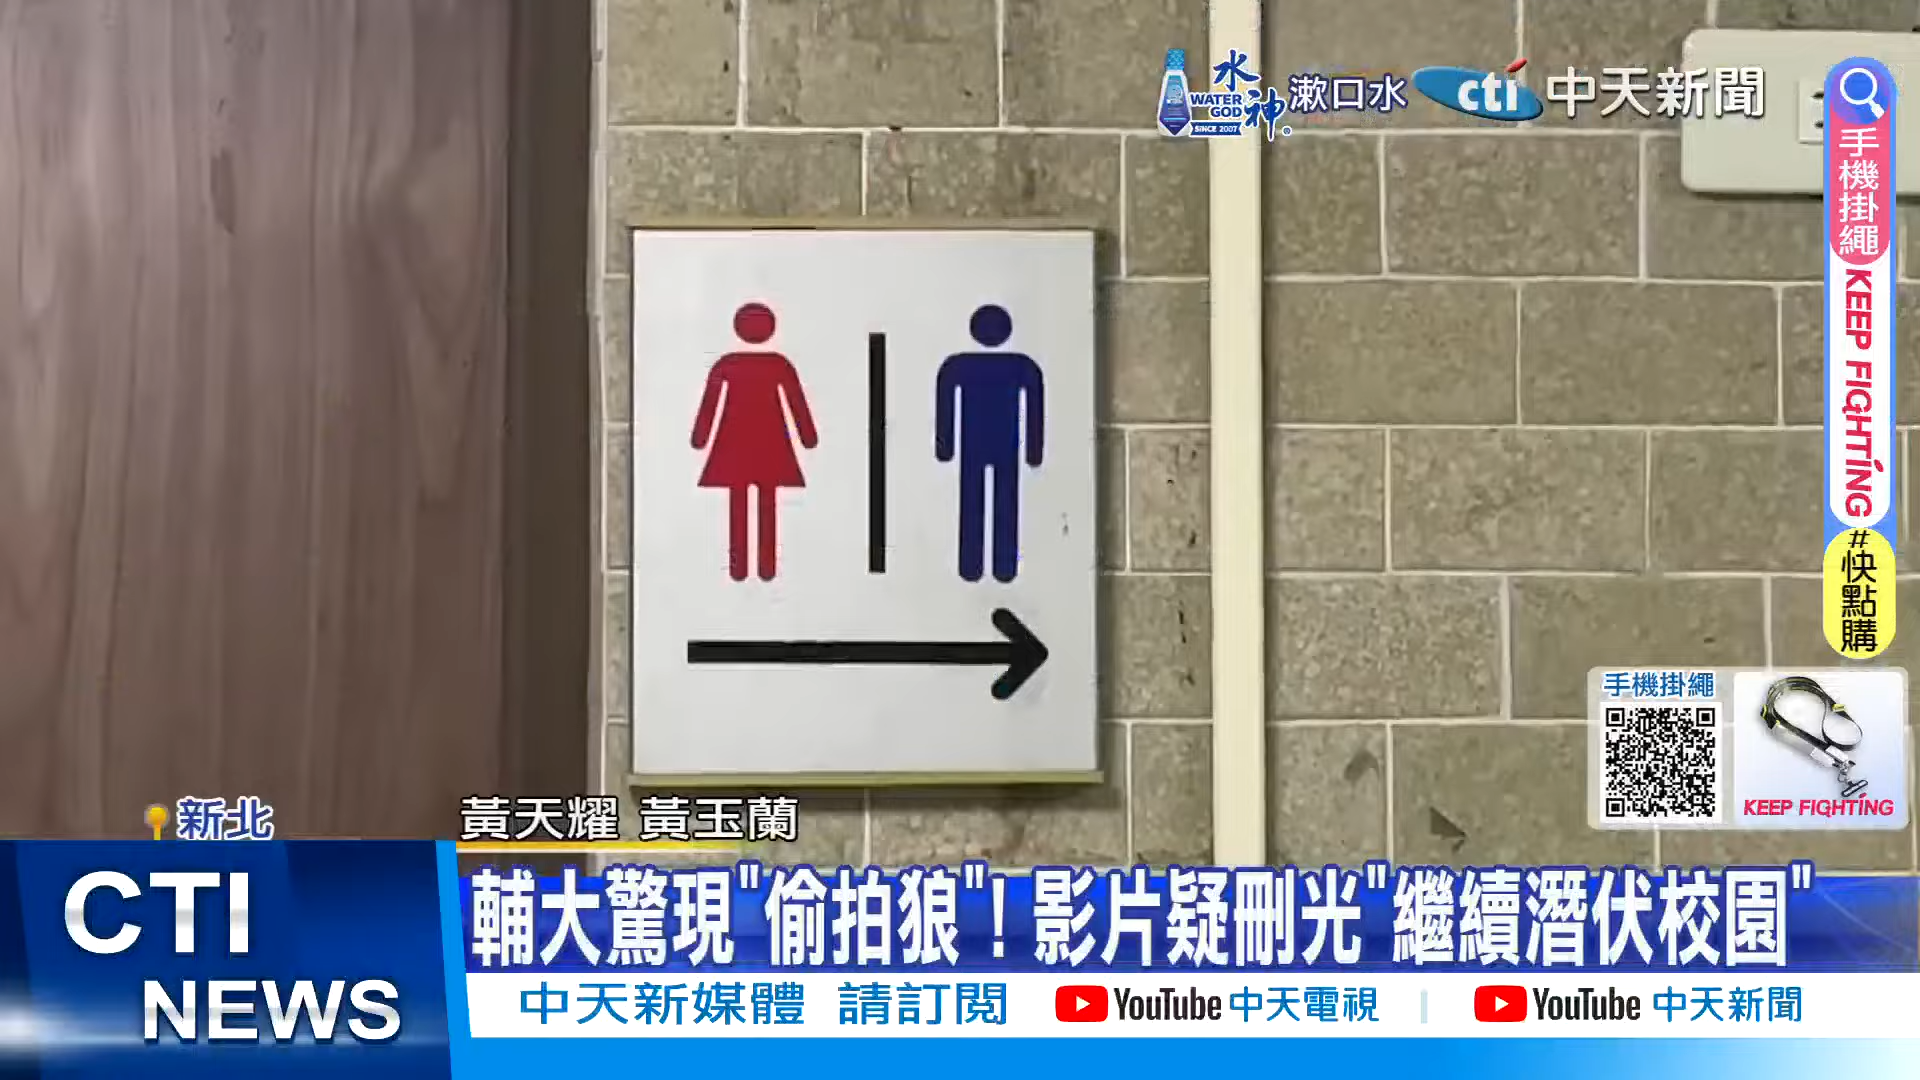 水神
WATER GOD
SINCE 2007
漱口水
cti 中天新聞
手機掛繩
KEEP FIGHTING
#快點購
手機掛繩
KEEP FIGHTING
新北
黃天耀 黃玉蘭
CTI NEWS
輔大驚現"偷拍狼"! 影片疑刪光"繼續潛伏校園"
中天新媒體 請訂閱 YouTube 中天電視 | YouTube 中天新聞